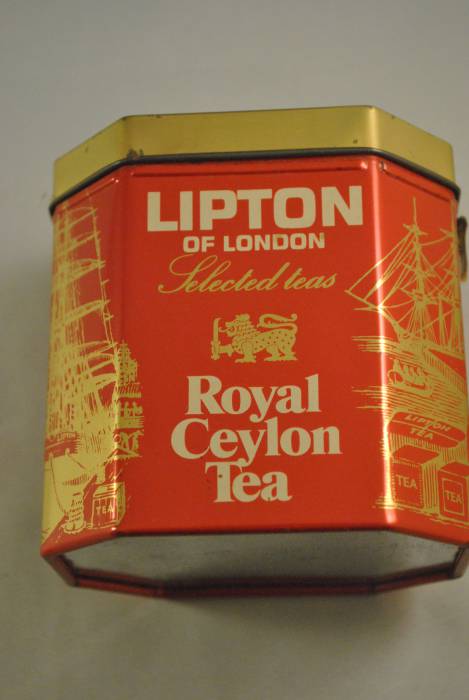 LIPTON
OF LONDON
Selected teas
Royal
Ceylon
Tea
LIPTON
TEA
TEA
TEA
TEA